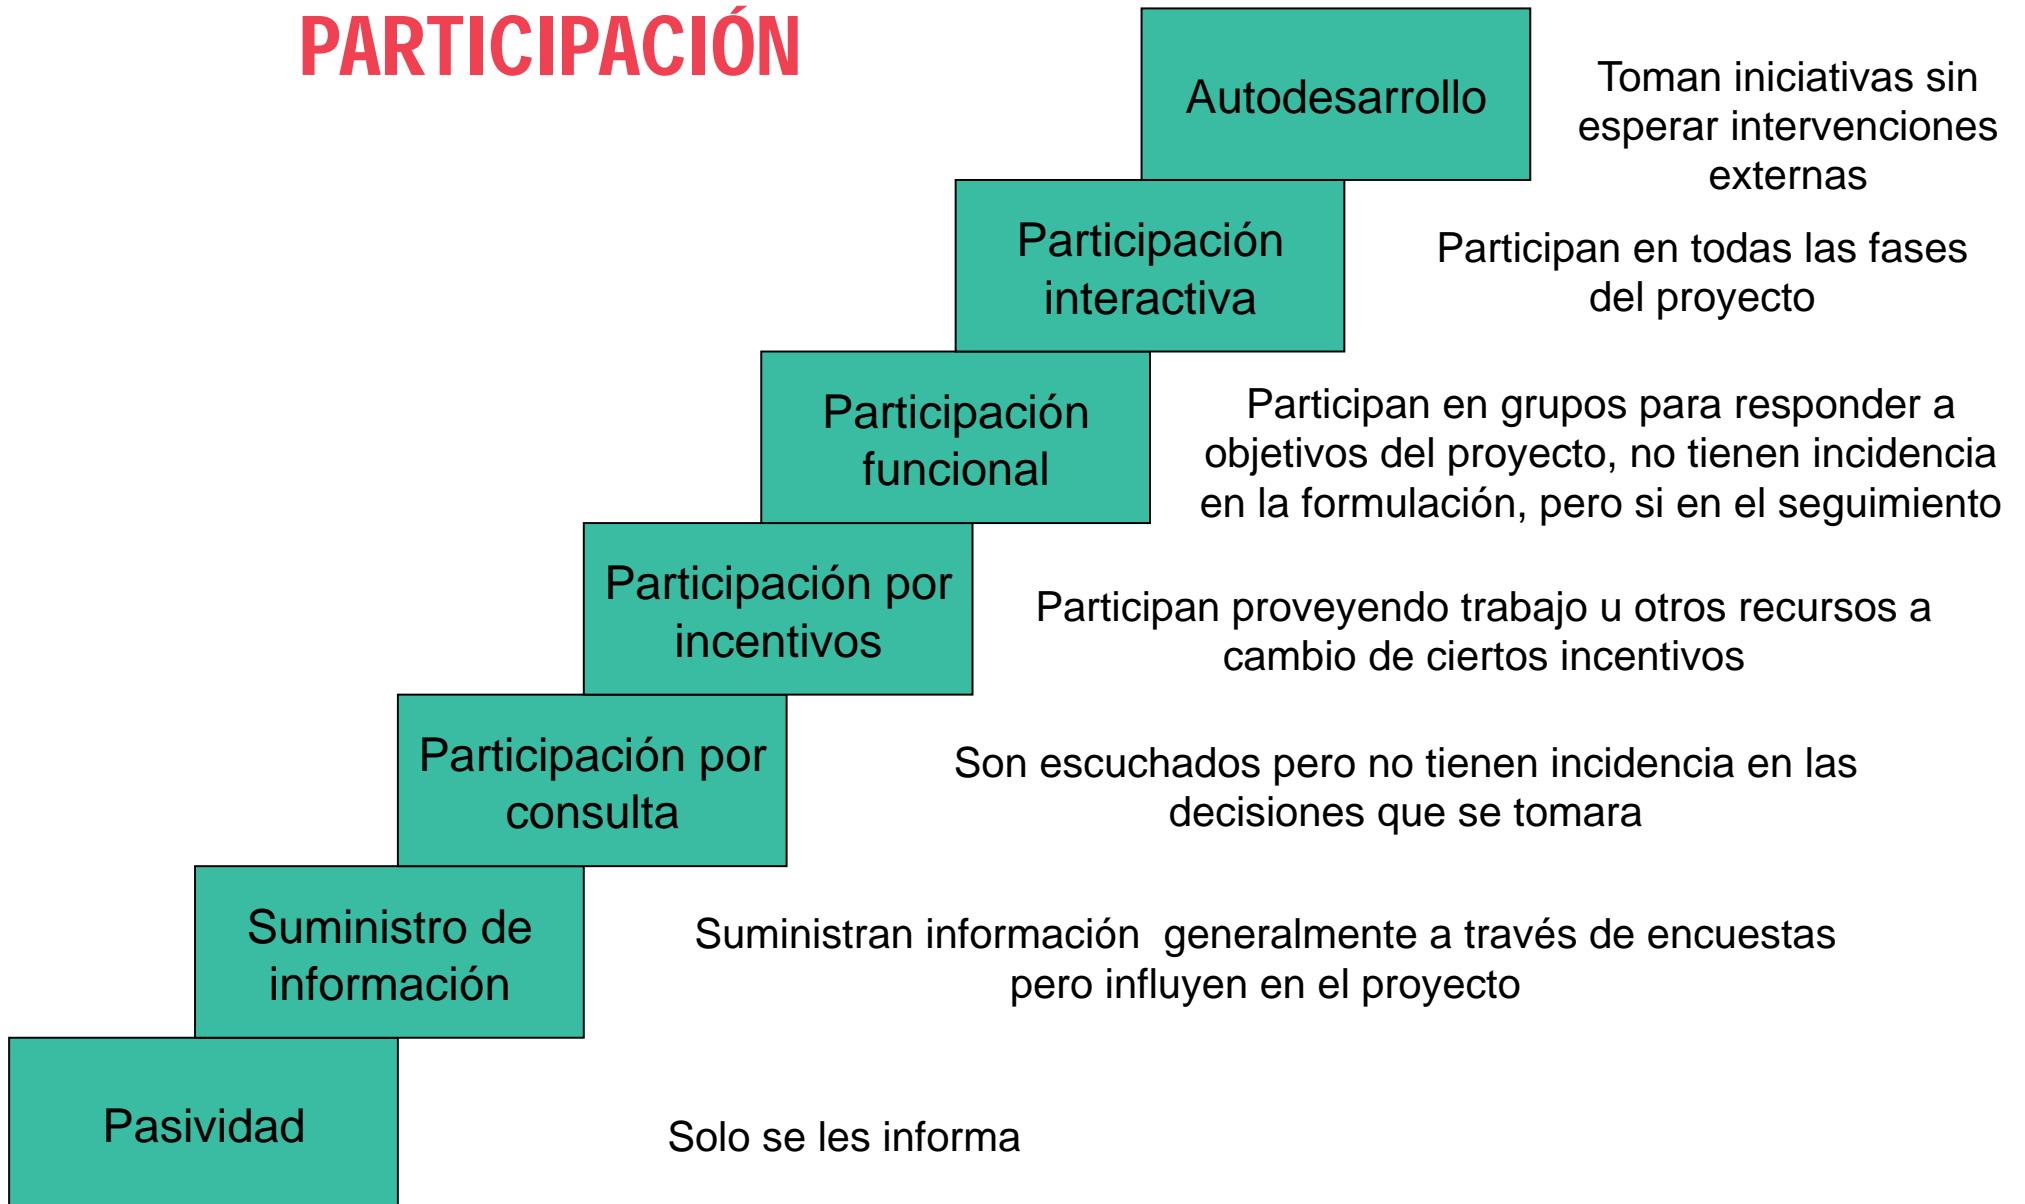 PARTICIPACIÓN
Autodesarrollo
Toman iniciativas sin
esperar intervenciones
externas
Participación
interactiva
Participan en todas las fases
del proyecto
Participación
funcional
Participan en grupos para responder a
objetivos del proyecto, no tienen incidencia
en la formulación, pero si en el seguimiento
Participación por
incentivos
Participan proveyendo trabajo u otros recursos a
cambio de ciertos incentivos
Participación por
consulta
Son escuchados pero no tienen incidencia en las
decisiones que se tomara
Suministro de
información
Suministran información  generalmente a través de encuestas
pero influyen en el proyecto
Pasividad
Solo se les informa